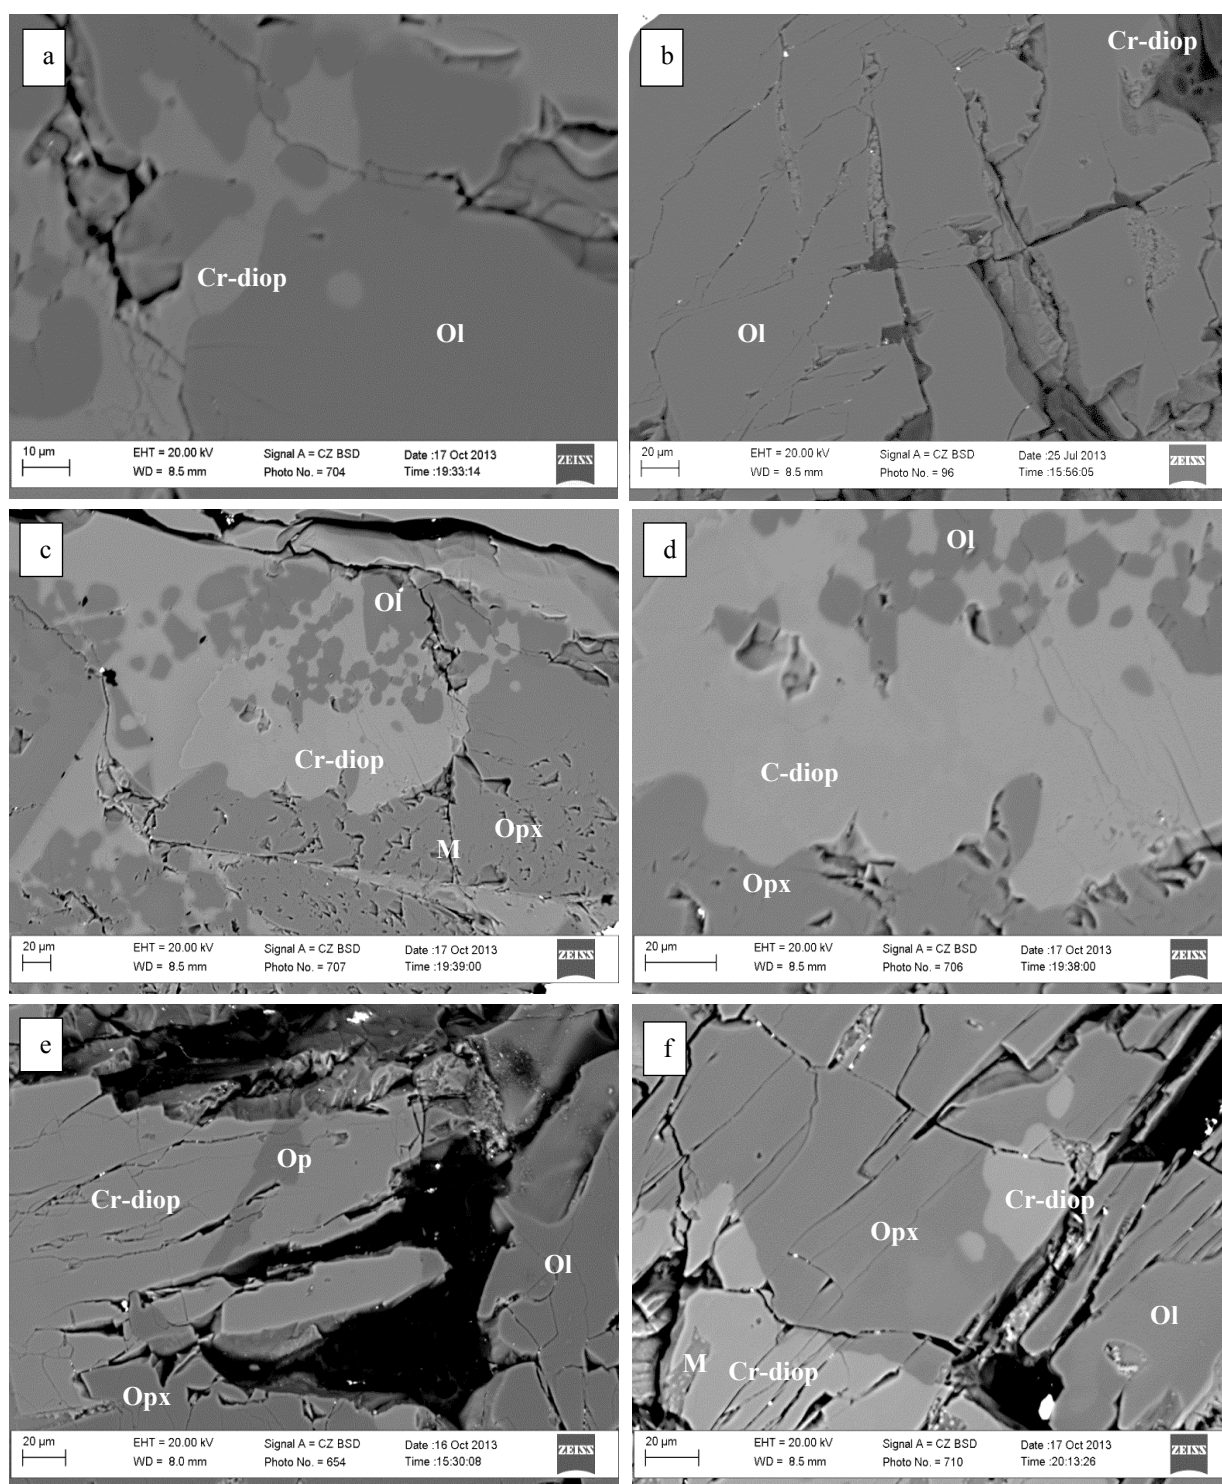 a
Cr-diop
Ol
10 µm
EHT = 20.00 kV
WD = 8.5 mm
Signal A = CZ BSD
Photo No. = 704
Date :17 Oct 2013
Time :19:33:14
ZEISS
b
Cr-diop
Ol
20 µm
EHT = 20.00 kV
WD = 8.5 mm
Signal A = CZ BSD
Photo No. = 96
Date :25 Jul 2013
Time :15:56:05
ZEISS
c
Ol
Cr-diop
Opx
M
20 µm
EHT = 20.00 kV
WD = 8.5 mm
Signal A = CZ BSD
Photo No. = 707
Date :17 Oct 2013
Time :19:39:00
ZEISS
d
Ol
C-diop
Opx
20 µm
EHT = 20.00 kV
WD = 8.5 mm
Signal A = CZ BSD
Photo No. = 706
Date :17 Oct 2013
Time :19:38:00
ZEISS
e
Op
Cr-diop
Ol
Opx
20 µm
EHT = 20.00 kV
WD = 8.0 mm
Signal A = CZ BSD
Photo No. = 654
Date :16 Oct 2013
Time :15:30:08
ZEISS
f
Cr-diop
Opx
Ol
M
Cr-diop
20 µm
EHT = 20.00 kV
WD = 8.5 mm
Signal A = CZ BSD
Photo No. = 710
Date :17 Oct 2013
Time :20:13:26
ZEISS